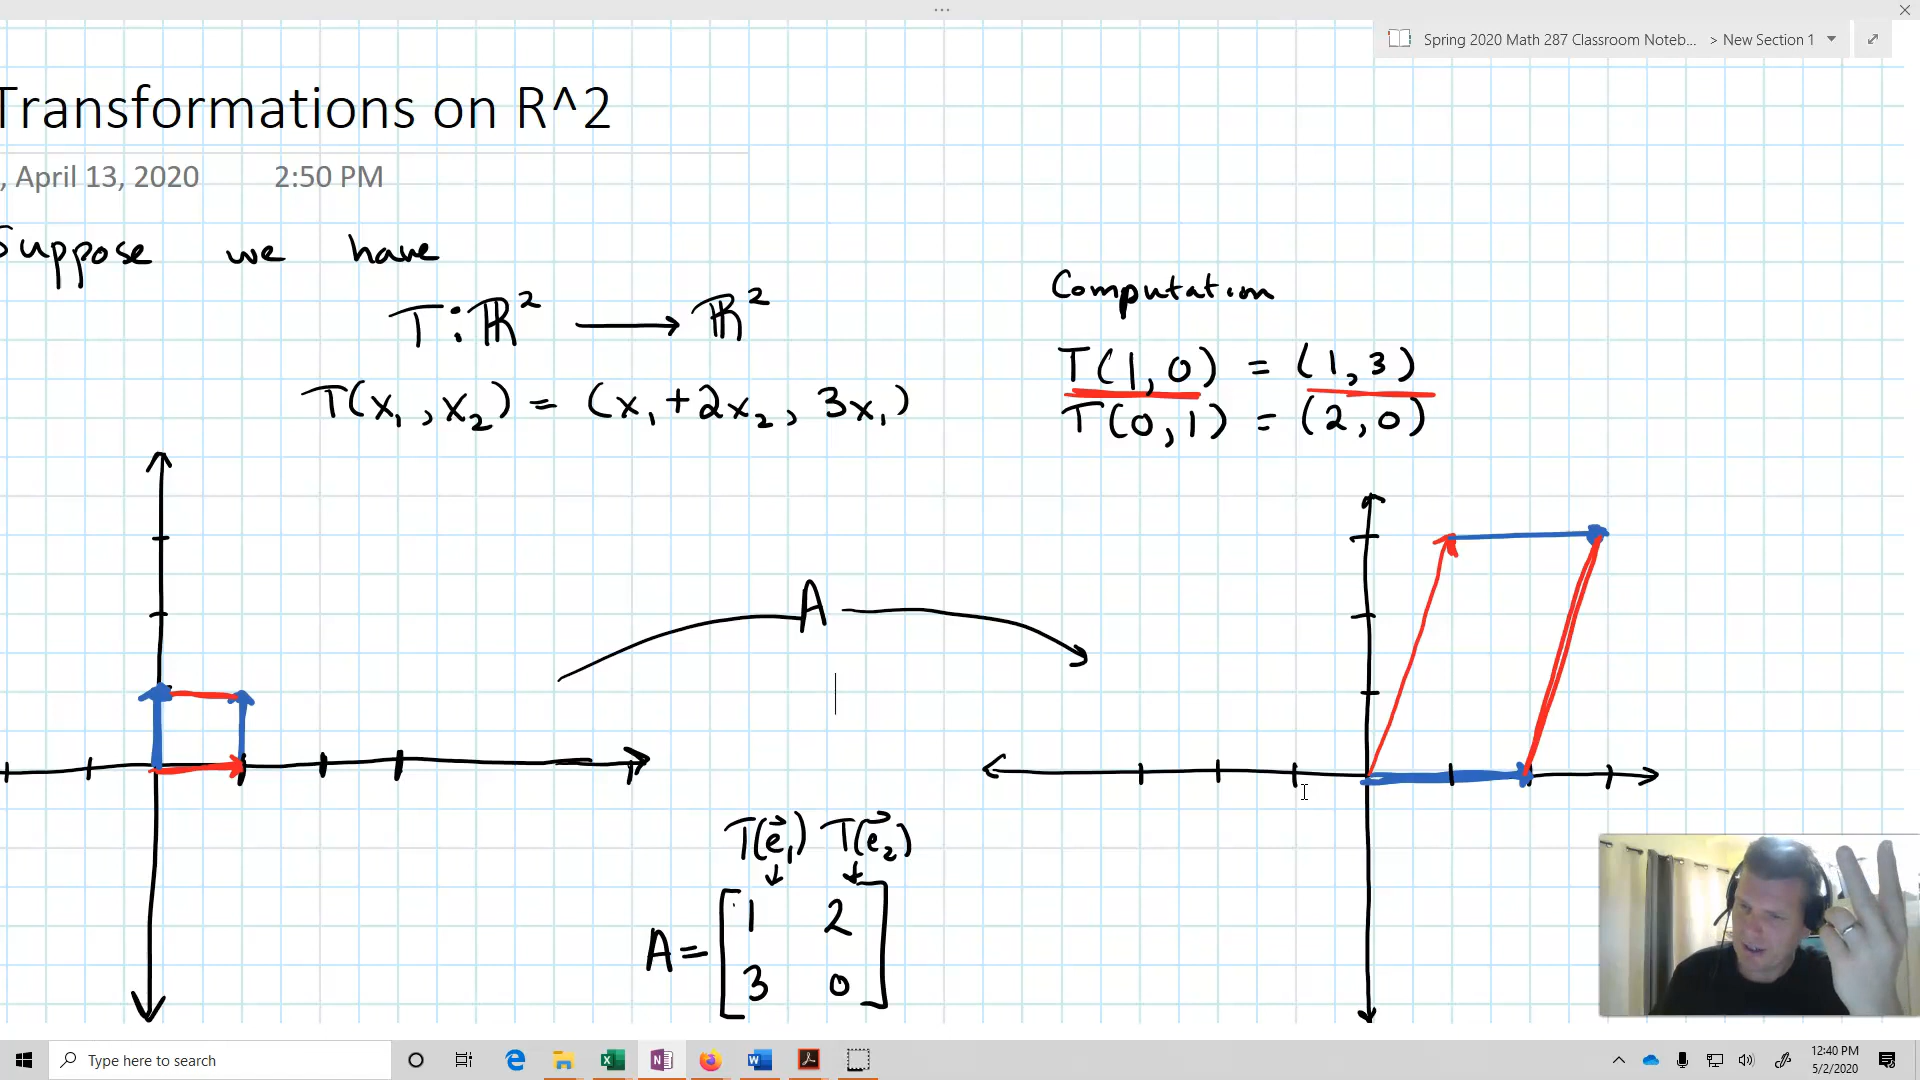 Spring 2020 Math 287 Classroom Noteb... > New Section 1
Transformations on R^2
, April 13, 2020 2:50 PM
Suppose we have
T: ℝ² ⟶ ℝ²
T(x₁, x₂) = (x₁+2x₂, 3x₁)
Computation
T(1,0) = (1,3)
T(0,1) = (2,0)
A
T(e⃗₁) T(e⃗₂)
↓ ↓
A = [1 2
3 0]
Type here to search
12:40 PM
5/2/2020